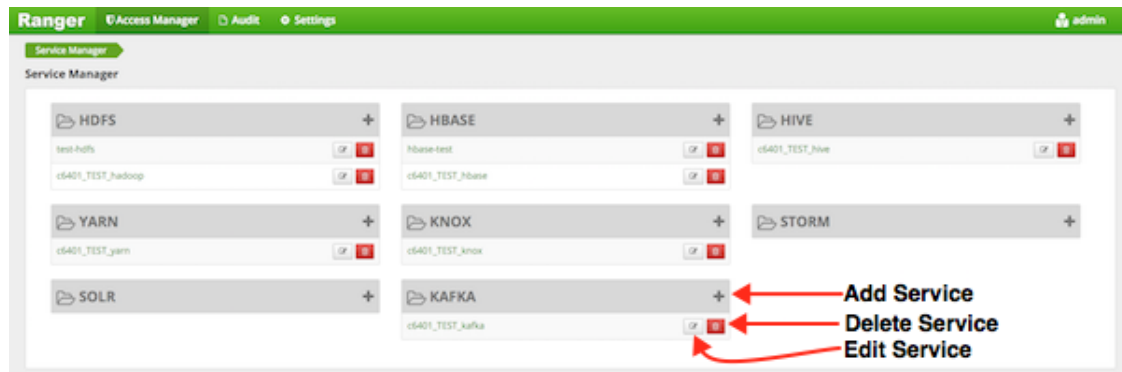 Ranger Access Manager Audit Settings admin
Service Manager
Service Manager
HDFS + HBASE + HIVE +
test-hdfs hbase-test c6401_TEST_hive
c6401_TEST_hadoop c6401_TEST_hbase
YARN + KNOX + STORM +
c6401_TEST_yarn c6401_TEST_knox
SOLR + KAFKA + Add Service
c6401_TEST_kafka Delete Service
Edit Service